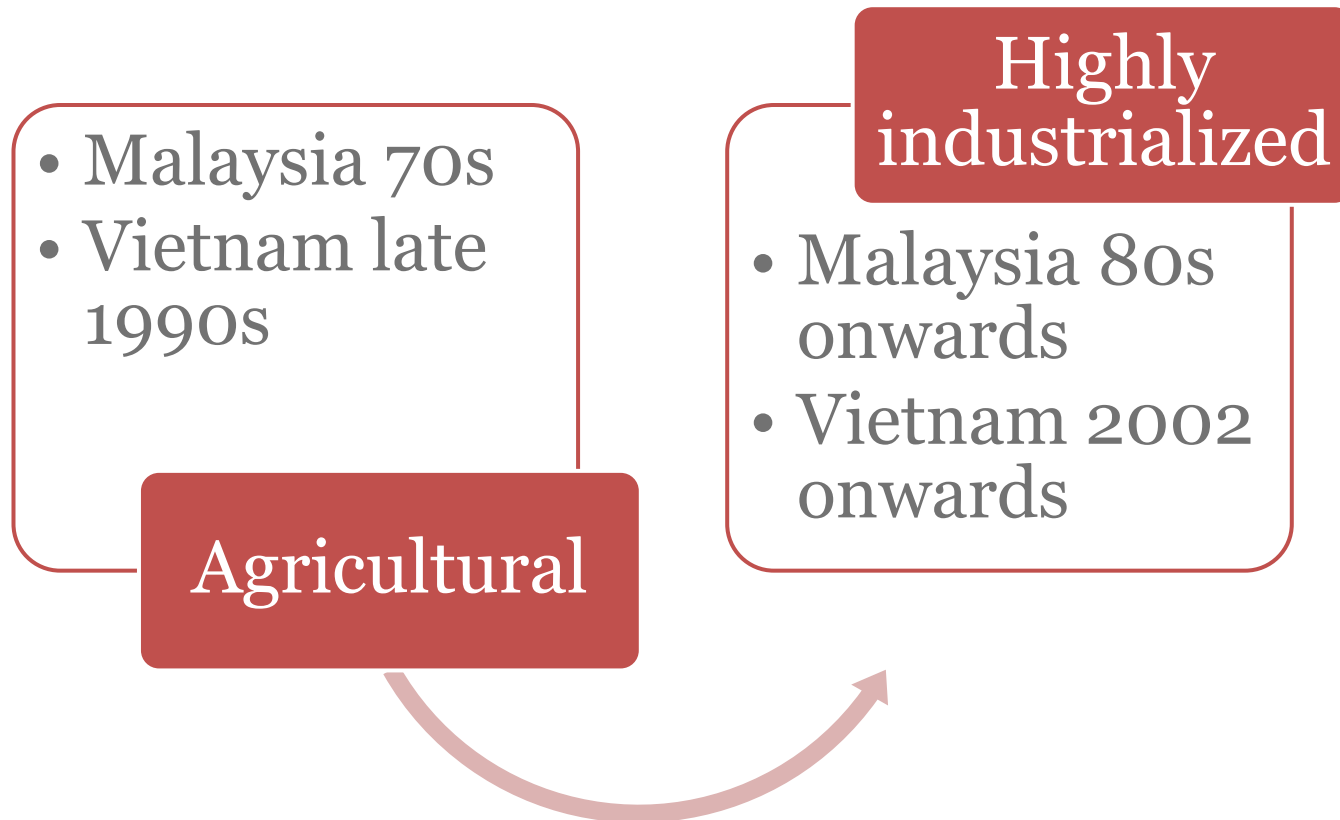 • Malaysia 70s
• Vietnam late
1990s
Agricultural
Highly
industrialized
• Malaysia 80s
onwards
• Vietnam 2002
onwards